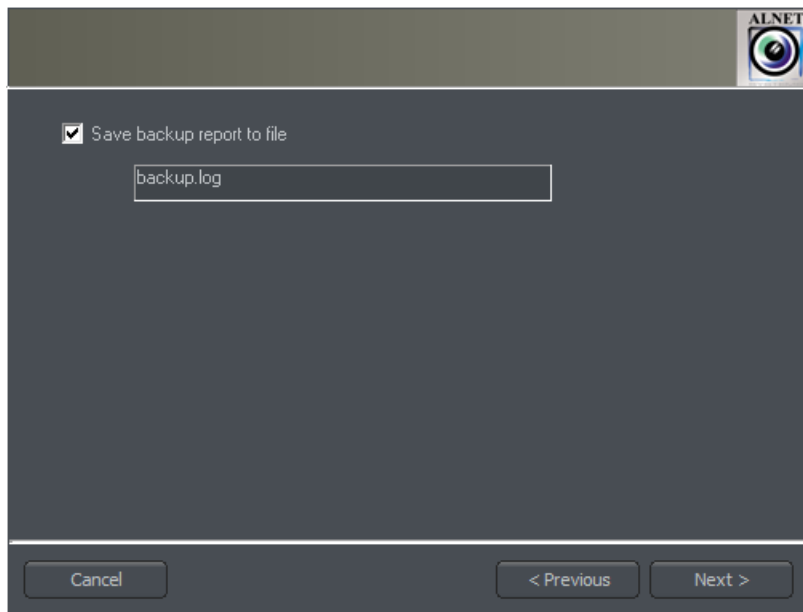 ALNET
Save backup report to file
backup.log
Cancel
< Previous
Next >